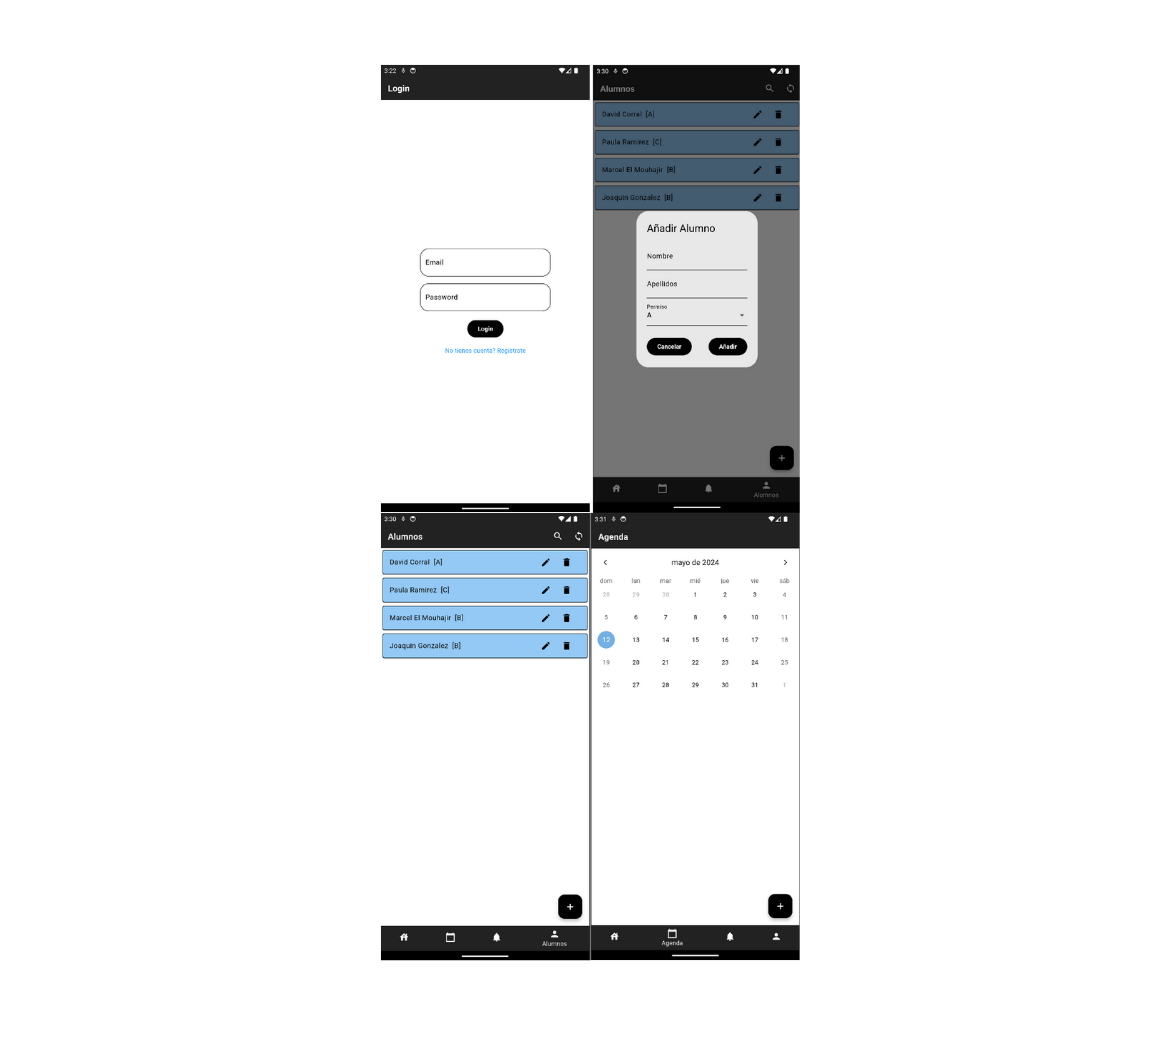 3:22
Login
Email
Password
Login
No tienes cuenta? Regístrate
3:30
Alumnos
David Corral [A]
Paula Ramirez [C]
Marcel El Mouhajir [B]
Joaquin Gonzalez [B]
Añadir Alumno
Nombre
Apellidos
Permiso
A
Cancelar Añadir
+
Alumnos
3:30
Alumnos
David Corral [A]
Paula Ramirez [C]
Marcel El Mouhajir [B]
Joaquin Gonzalez [B]
+
Alumnos
3:31
Agenda
mayo de 2024
dom lun mar mié jue vie sáb
28 29 30 1 2 3 4
5 6 7 8 9 10 11
12 13 14 15 16 17 18
19 20 21 22 23 24 25
26 27 28 29 30 31 1
+
Agenda